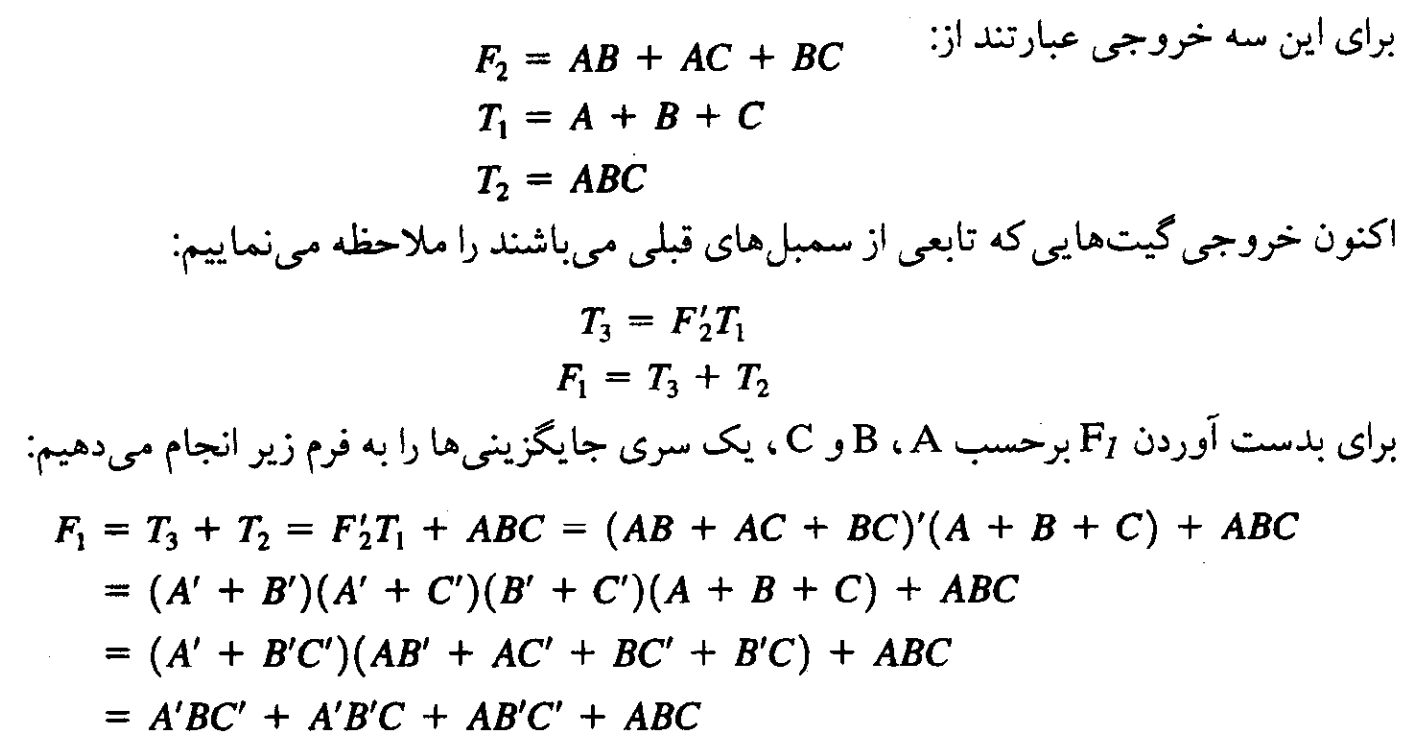 برای این سه خروجی عبارتند از:
F₂ = AB + AC + BC
T₁ = A + B + C
T₂ = ABC
اکنون خروجی گیت‌هایی که تابعی از سمبل‌های قبلی می‌باشند را ملاحظه می‌نماییم:
T₃ = F₂′T₁
F₁ = T₃ + T₂
برای بدست آوردن F₁ برحسب A، B و C، یک سری جایگزینی‌ها را به فرم زیر انجام می‌دهیم:
F₁ = T₃ + T₂ = F₂′T₁ + ABC = (AB + AC + BC)′(A + B + C) + ABC
= (A′ + B′)(A′ + C′)(B′ + C′)(A + B + C) + ABC
= (A′ + B′C′)(AB′ + AC′ + BC′ + B′C) + ABC
= A′BC′ + A′B′C + AB′C′ + ABC